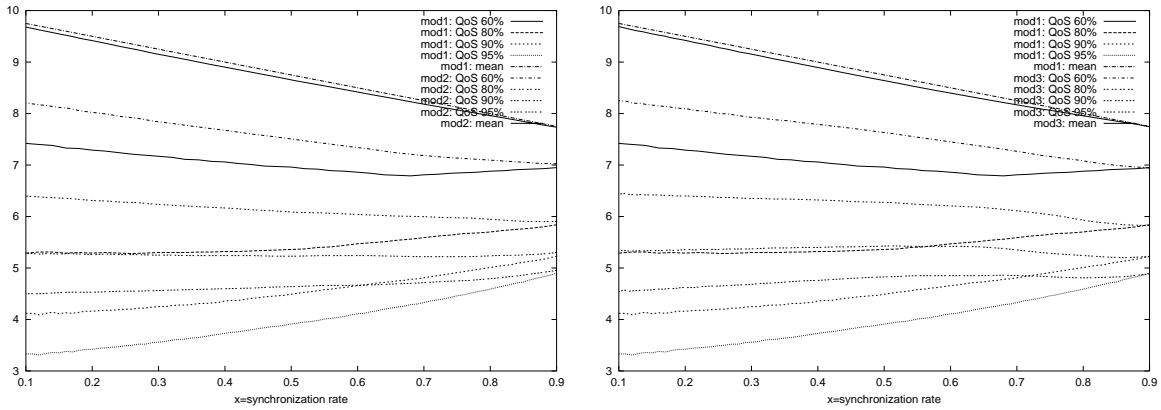 10
9
8
7
6
5
4
3
0.1 0.2 0.3 0.4 0.5 0.6 0.7 0.8 0.9
x=synchronization rate
mod1: QoS 60%
mod1: QoS 80%
mod1: QoS 90%
mod1: QoS 95%
mod1: mean
mod2: QoS 60%
mod2: QoS 80%
mod2: QoS 90%
mod2: QoS 95%
mod2: mean
10
9
8
7
6
5
4
3
0.1 0.2 0.3 0.4 0.5 0.6 0.7 0.8 0.9
x=synchronization rate
mod1: QoS 60%
mod1: QoS 80%
mod1: QoS 90%
mod1: QoS 95%
mod1: mean
mod3: QoS 60%
mod3: QoS 80%
mod3: QoS 90%
mod3: QoS 95%
mod3: mean